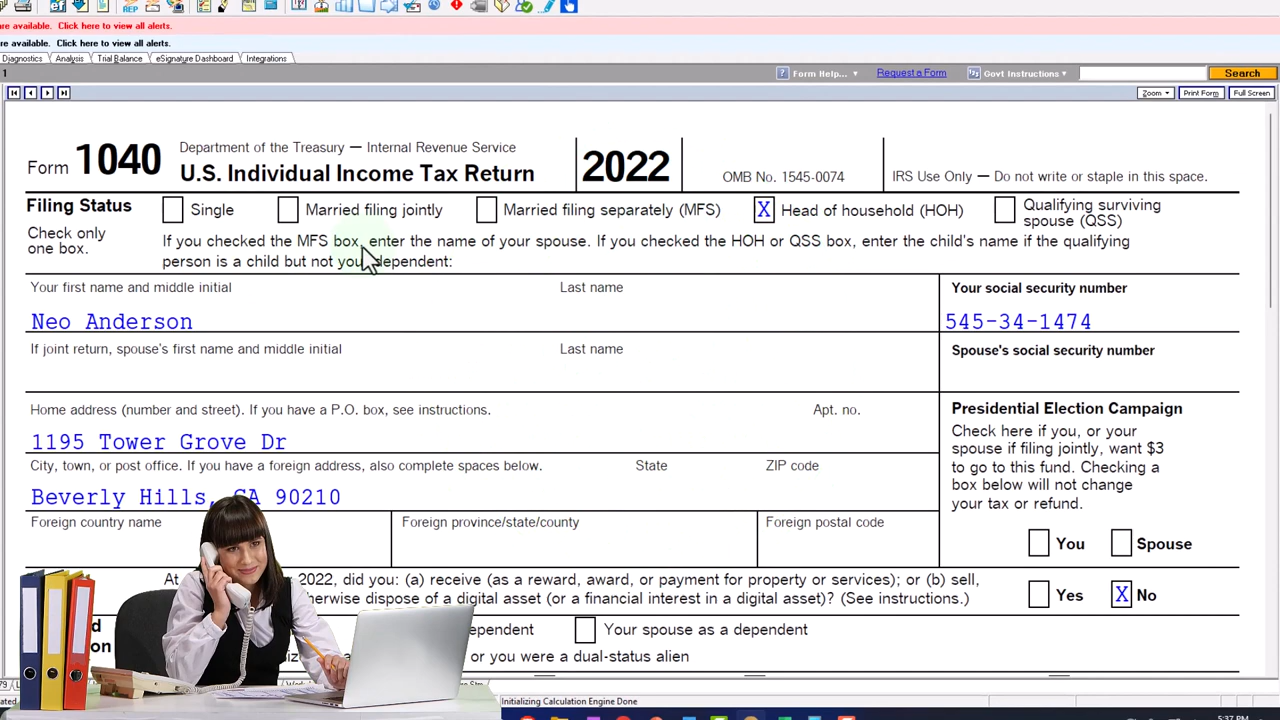 REP
are available. Click here to view all alerts.
are available. Click here to view all alerts.
Diagnostics Analysis Trial Balance eSignature Dashboard Integrations
1 Form Help... Request a Form Govt Instructions Search
Zoom Print Form Full Screen
Form 1040 Department of the Treasury — Internal Revenue Service
U.S. Individual Income Tax Return 2022 OMB No. 1545-0074 IRS Use Only — Do not write or staple in this space.
Filing Status Single Married filing jointly Married filing separately (MFS) X Head of household (HOH) Qualifying surviving spouse (QSS)
Check only one box.
If you checked the MFS box, enter the name of your spouse. If you checked the HOH or QSS box, enter the child's name if the qualifying
person is a child but not you dependent:
Your first name and middle initial Last name Your social security number
Neo Anderson 545-34-1474
If joint return, spouse's first name and middle initial Last name Spouse's social security number
Home address (number and street). If you have a P.O. box, see instructions. Apt. no.
1195 Tower Grove Dr
City, town, or post office. If you have a foreign address, also complete spaces below. State ZIP code
Beverly Hills, CA 90210
Foreign country name Foreign province/state/county Foreign postal code
Presidential Election Campaign
Check here if you, or your
spouse if filing jointly, want $3
to go to this fund. Checking a
box below will not change
your tax or refund.
You Spouse
At 2022, did you: (a) receive (as a reward, award, or payment for property or services); or (b) sell,
otherwise dispose of a digital asset (or a financial interest in a digital asset)? (See instructions.) Yes X No
dependent Your spouse as a dependent
or you were a dual-status alien
Initializing Calculation Engine Done
5:37 PM